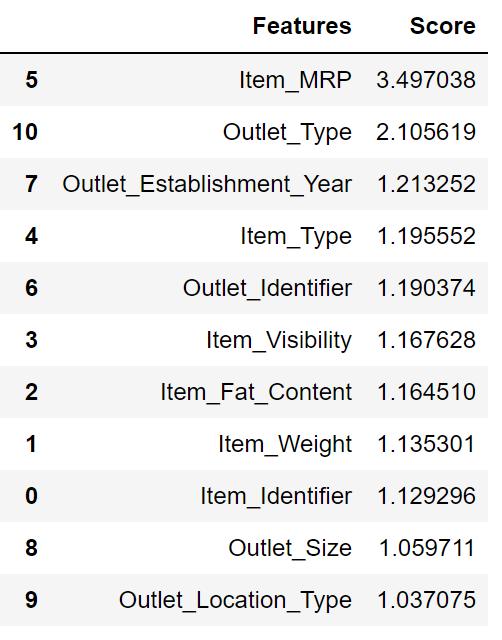 Features Score
5 Item_MRP 3.497038
10 Outlet_Type 2.105619
7 Outlet_Establishment_Year 1.213252
4 Item_Type 1.195552
6 Outlet_Identifier 1.190374
3 Item_Visibility 1.167628
2 Item_Fat_Content 1.164510
1 Item_Weight 1.135301
0 Item_Identifier 1.129296
8 Outlet_Size 1.059711
9 Outlet_Location_Type 1.037075